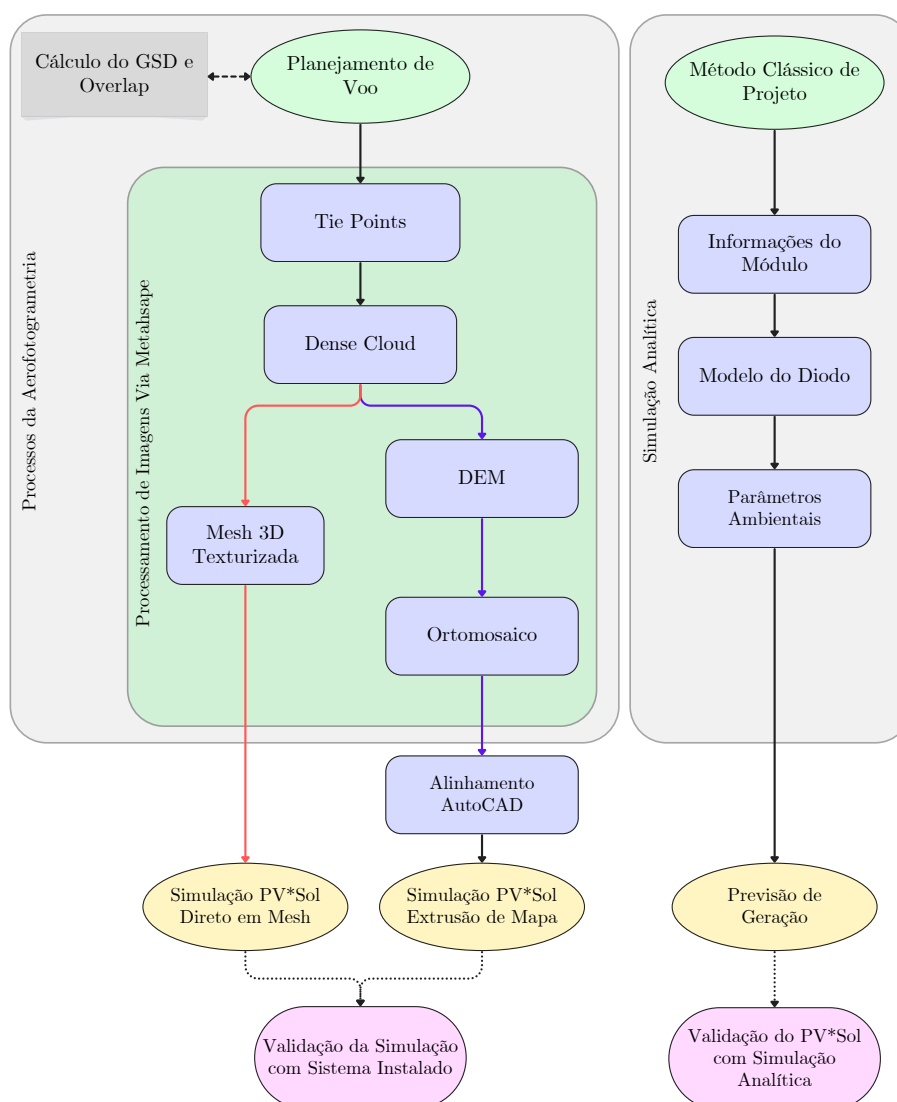 Cálculo do GSD e
Overlap
Planejamento de
Voo
Método Clássico de
Projeto
Processos da Aerofotogrametria
Processamento de Imagens Via Metahsape
Tie Points
Dense Cloud
Mesh 3D
Texturizada
DEM
Ortomosaico
Simulação Analítica
Informações do
Módulo
Modelo do Diodo
Parâmetros
Ambientais
Alinhamento
AutoCAD
Simulação PV*Sol
Direto em Mesh
Simulação PV*Sol
Extrusão de Mapa
Previsão de
Geração
Validação da Simulação
com Sistema Instalado
Validação do PV*Sol
com Simulação
Analítica